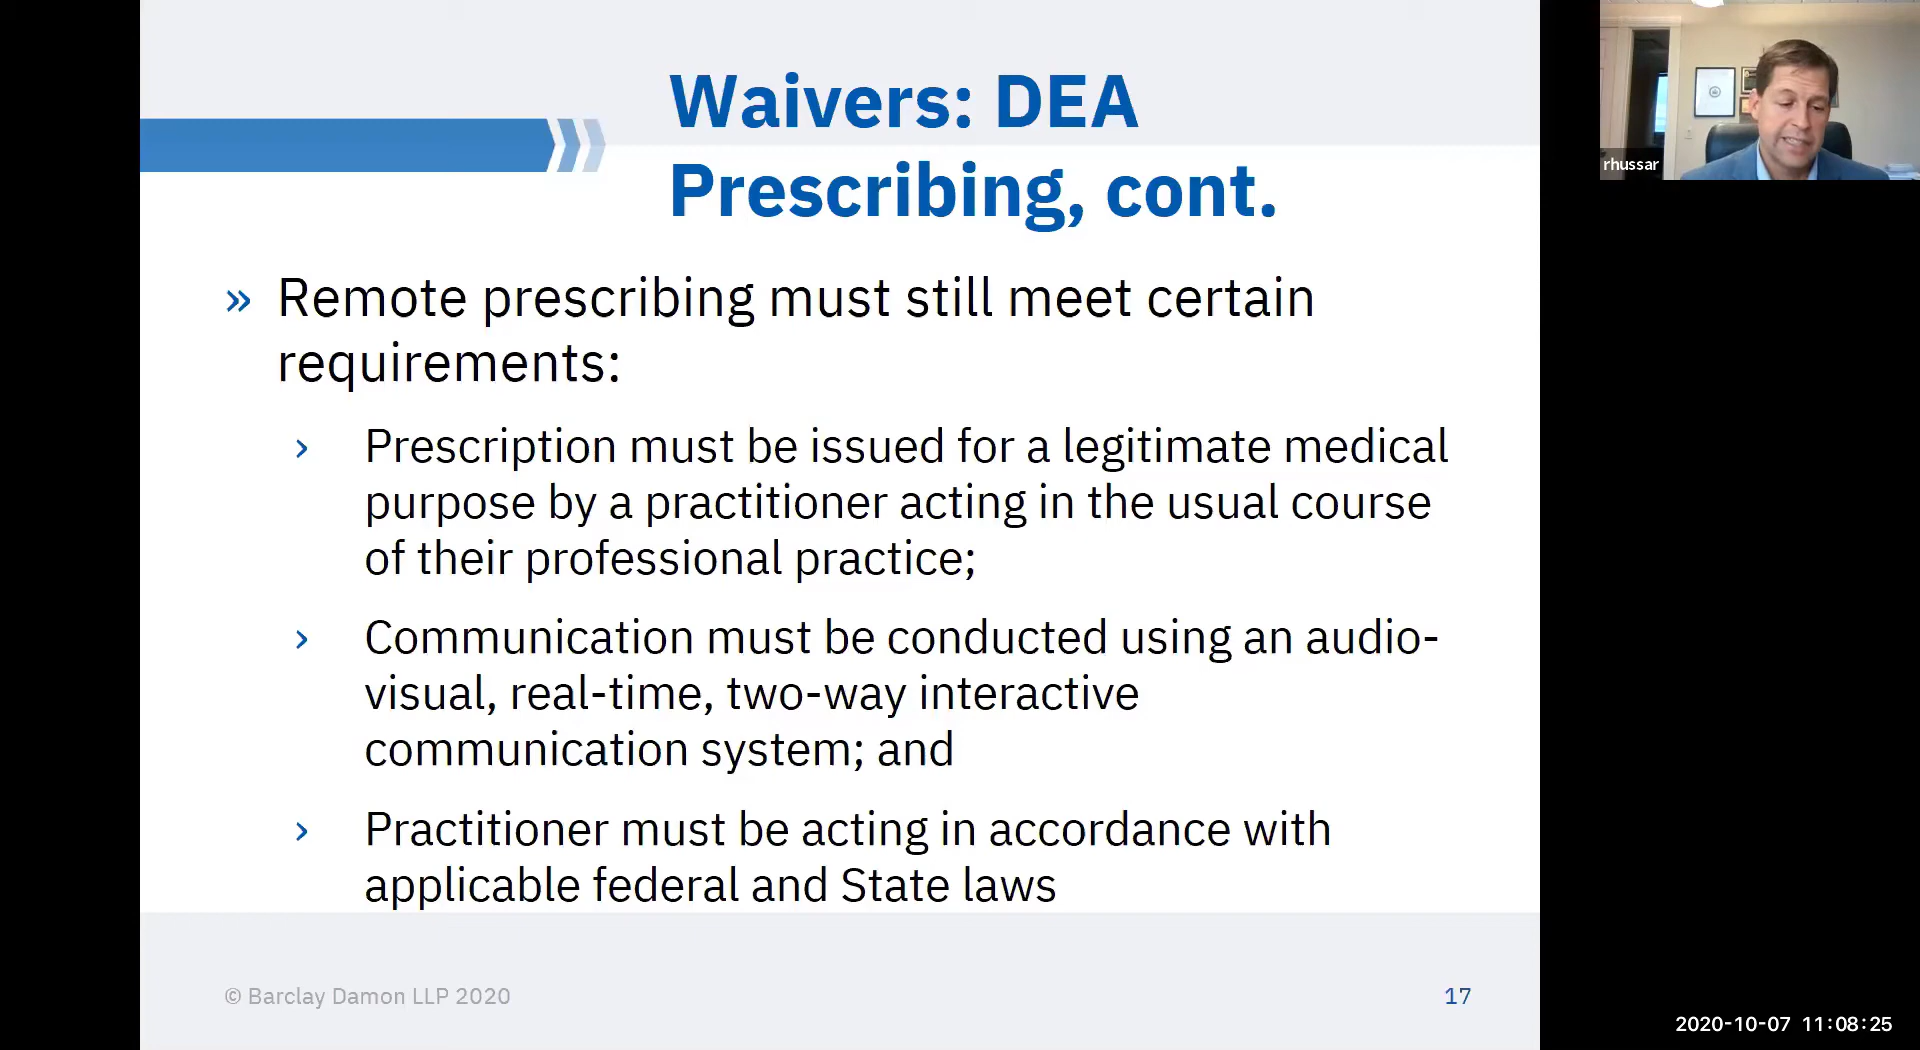 Waivers: DEA
Prescribing, cont.
» Remote prescribing must still meet certain
requirements:
› Prescription must be issued for a legitimate medical
purpose by a practitioner acting in the usual course
of their professional practice;
› Communication must be conducted using an audio-
visual, real-time, two-way interactive
communication system; and
› Practitioner must be acting in accordance with
applicable federal and State laws
© Barclay Damon LLP 2020
17
rhussar
2020-10-07 11:08:25